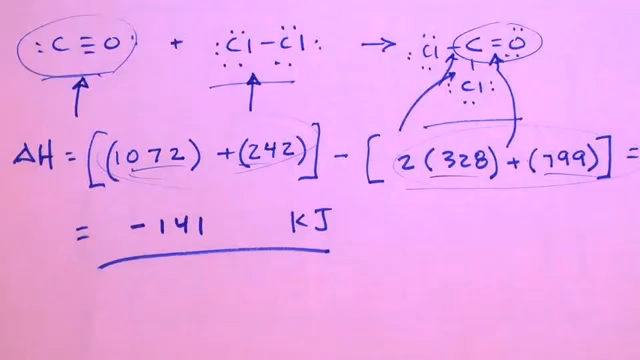 :C≡O: + :Cl-Cl: → :Cl-C=O
:Cl:
ΔH = [(1072) + (242)] - [2(328) + (799)] =
= -141 KJ